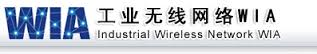 WIA
工业无线网络WIA
Industrial Wireless Network WIA